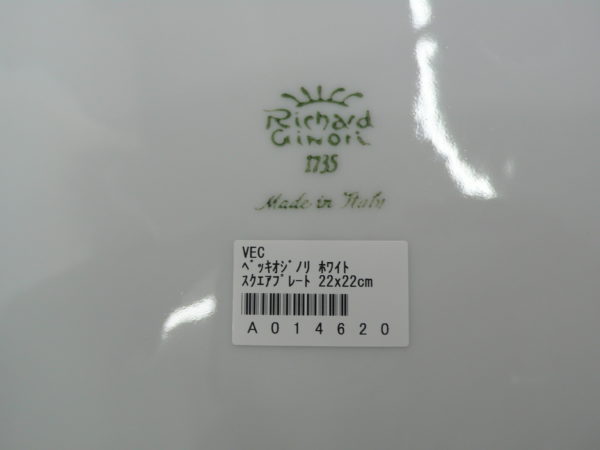 Richard
Ginori
1735
Made in Italy
VEC
ﾍﾞｯｷｵｼﾞﾉﾘ ﾎﾜｲﾄ
ｽｸｴｱﾌﾟﾚｰﾄ 22x22cm
A014620